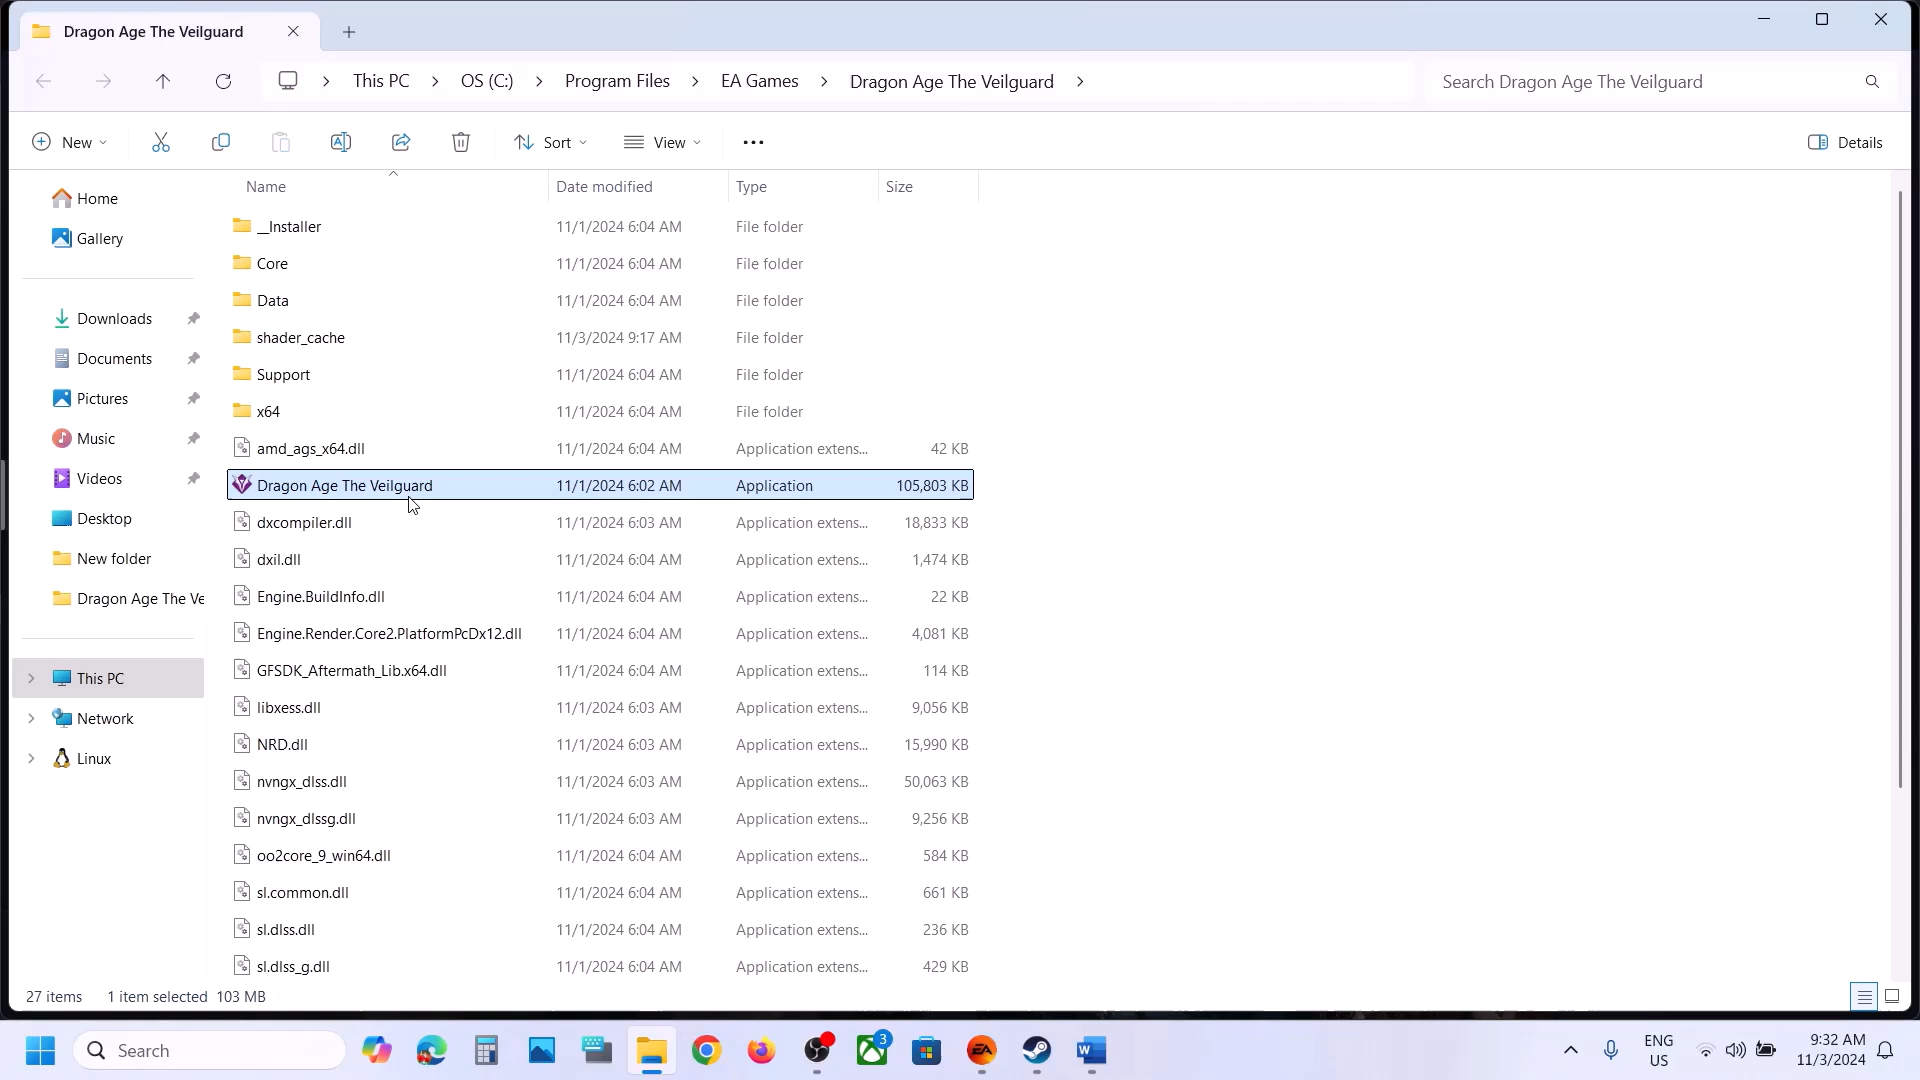 Dragon Age The Veilguard
This PC > OS (C:) > Program Files > EA Games > Dragon Age The Veilguard >
Search Dragon Age The Veilguard
New
Sort
View
Details
Home
Gallery
Downloads
Documents
Pictures
Music
Videos
Desktop
New folder
Dragon Age The Ve
This PC
Network
Linux
Name Date modified Type Size
__Installer 11/1/2024 6:04 AM File folder
Core 11/1/2024 6:04 AM File folder
Data 11/1/2024 6:04 AM File folder
shader_cache 11/3/2024 9:17 AM File folder
Support 11/1/2024 6:04 AM File folder
x64 11/1/2024 6:04 AM File folder
amd_ags_x64.dll 11/1/2024 6:04 AM Application extens... 42 KB
Dragon Age The Veilguard 11/1/2024 6:02 AM Application 105,803 KB
dxcompiler.dll 11/1/2024 6:03 AM Application extens... 18,833 KB
dxil.dll 11/1/2024 6:04 AM Application extens... 1,474 KB
Engine.BuildInfo.dll 11/1/2024 6:04 AM Application extens... 22 KB
Engine.Render.Core2.PlatformPcDx12.dll 11/1/2024 6:04 AM Application extens... 4,081 KB
GFSDK_Aftermath_Lib.x64.dll 11/1/2024 6:04 AM Application extens... 114 KB
libxess.dll 11/1/2024 6:03 AM Application extens... 9,056 KB
NRD.dll 11/1/2024 6:03 AM Application extens... 15,990 KB
nvngx_dlss.dll 11/1/2024 6:03 AM Application extens... 50,063 KB
nvngx_dlssg.dll 11/1/2024 6:03 AM Application extens... 9,256 KB
oo2core_9_win64.dll 11/1/2024 6:04 AM Application extens... 584 KB
sl.common.dll 11/1/2024 6:04 AM Application extens... 661 KB
sl.dlss.dll 11/1/2024 6:04 AM Application extens... 236 KB
sl.dlss_g.dll 11/1/2024 6:04 AM Application extens... 429 KB
27 items 1 item selected 103 MB
Search
EA
3
W
ENG
US
9:32 AM
11/3/2024